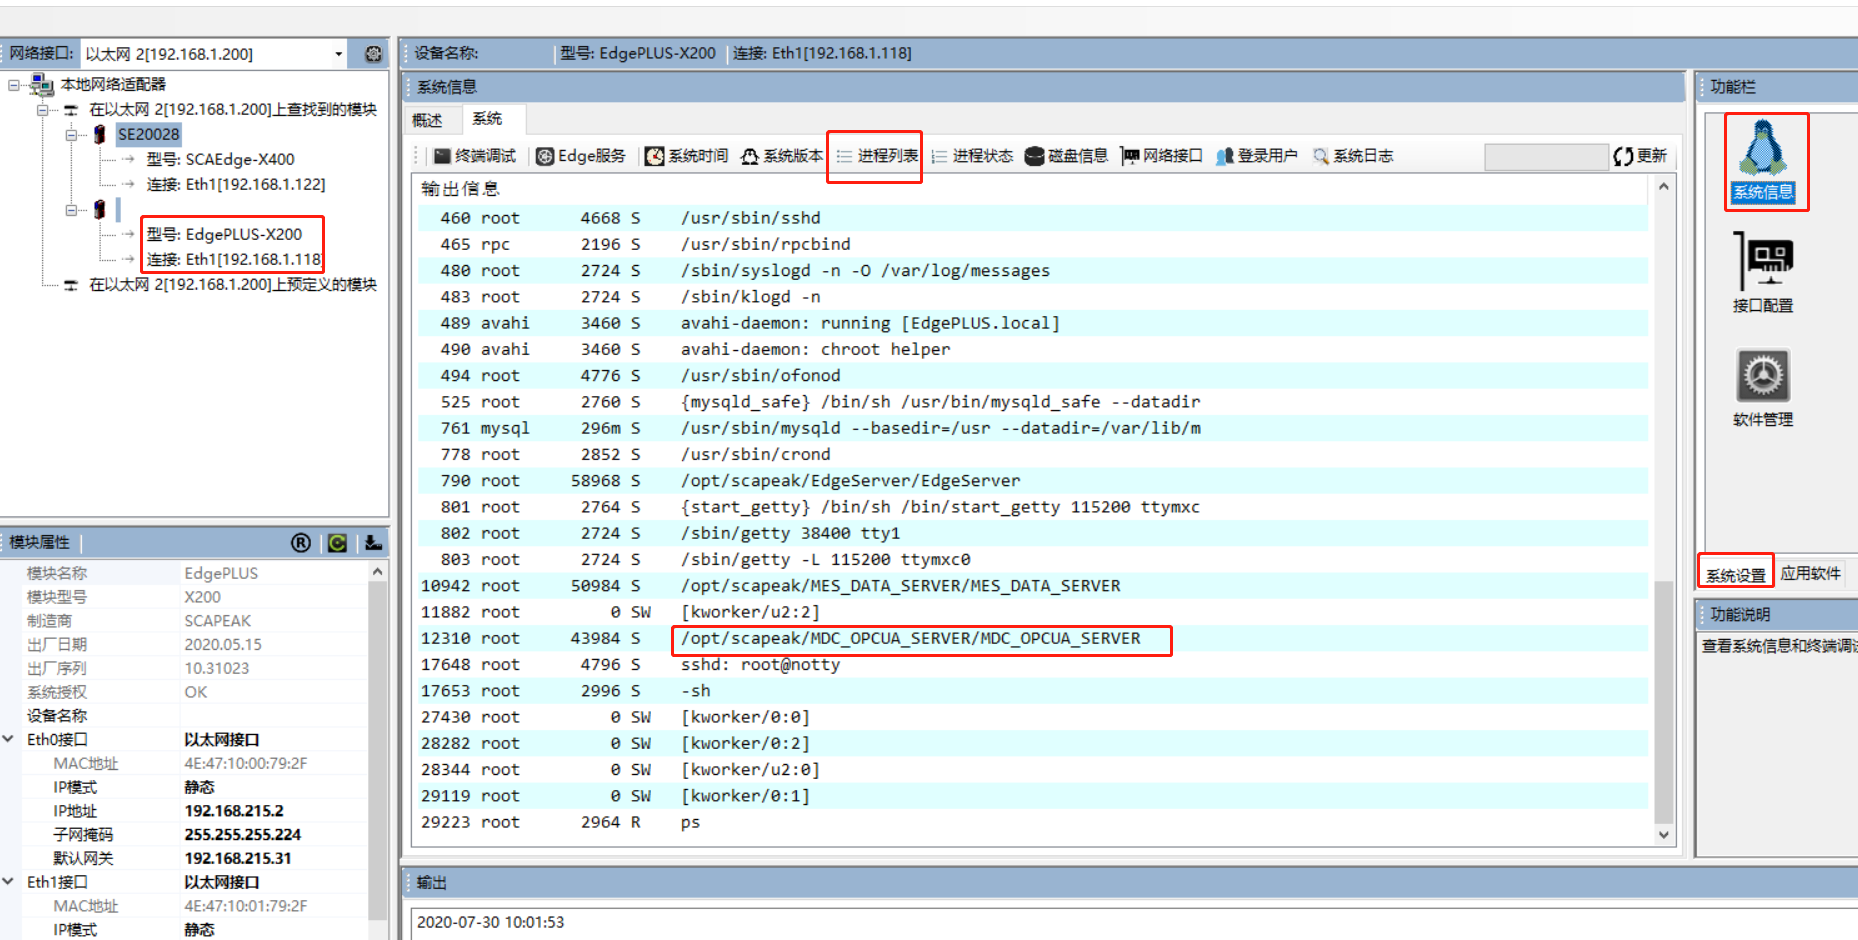 网络接口: 以太网 2[192.168.1.200]
本地网络适配器
在以太网 2[192.168.1.200]上查找到的模块
SE20028
型号: SCAEdge-X400
连接: Eth1[192.168.1.122]
型号: EdgePLUS-X200
连接: Eth1[192.168.1.118]
在以太网 2[192.168.1.200]上预定义的模块
模块属性
模块名称 EdgePLUS
模块型号 X200
制造商 SCAPEAK
出厂日期 2020.05.15
出厂序列 10.31023
系统授权 OK
设备名称
Eth0接口 以太网接口
MAC地址 4E:47:10:00:79:2F
IP模式 静态
IP地址 192.168.215.2
子网掩码 255.255.255.224
默认网关 192.168.215.31
Eth1接口 以太网接口
MAC地址 4E:47:10:01:79:2F
IP模式 静态
设备名称: 型号: EdgePLUS-X200 连接: Eth1[192.168.1.118]
系统信息
概述 系统
终端调试 Edge服务 系统时间 系统版本 进程列表 进程状态 磁盘信息 网络接口 登录用户 系统日志 更新
输出信息
460 root 4668 S /usr/sbin/sshd
465 rpc 2196 S /usr/sbin/rpcbind
480 root 2724 S /sbin/syslogd -n -O /var/log/messages
483 root 2724 S /sbin/klogd -n
489 avahi 3460 S avahi-daemon: running [EdgePLUS.local]
490 avahi 3460 S avahi-daemon: chroot helper
494 root 4776 S /usr/sbin/ofonod
525 root 2760 S {mysqld_safe} /bin/sh /usr/bin/mysqld_safe --datadir
761 mysql 296m S /usr/sbin/mysqld --basedir=/usr --datadir=/var/lib/m
778 root 2852 S /usr/sbin/crond
790 root 58968 S /opt/scapeak/EdgeServer/EdgeServer
801 root 2764 S {start_getty} /bin/sh /bin/start_getty 115200 ttymxc
802 root 2724 S /sbin/getty 38400 tty1
803 root 2724 S /sbin/getty -L 115200 ttymxc0
10942 root 50984 S /opt/scapeak/MES_DATA_SERVER/MES_DATA_SERVER
11882 root 0 SW [kworker/u2:2]
12310 root 43984 S /opt/scapeak/MDC_OPCUA_SERVER/MDC_OPCUA_SERVER
17648 root 4796 S sshd: root@notty
17653 root 2996 S -sh
27430 root 0 SW [kworker/0:0]
28282 root 0 SW [kworker/0:2]
28344 root 0 SW [kworker/u2:0]
29119 root 0 SW [kworker/0:1]
29223 root 2964 R ps
输出
2020-07-30 10:01:53
功能栏
系统信息
接口配置
软件管理
系统设置 应用软件
功能说明
查看系统信息和终端调